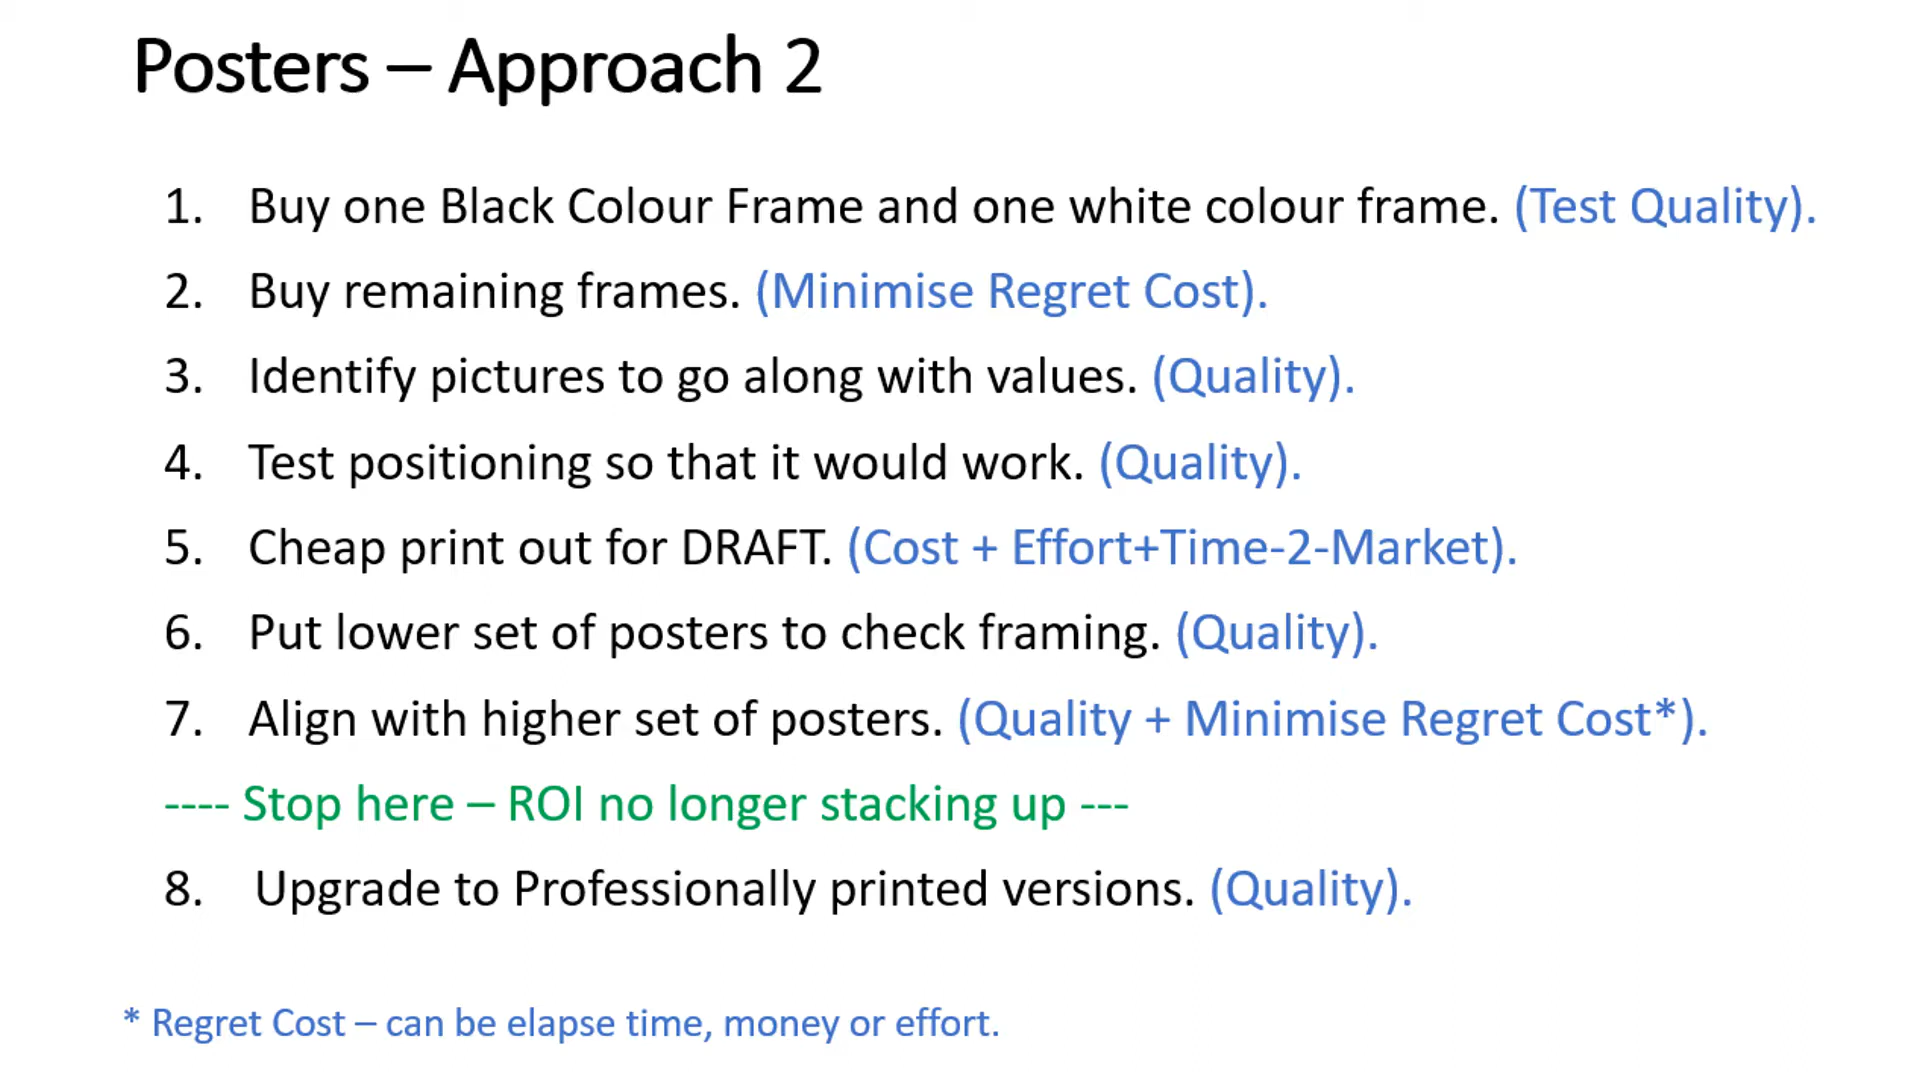 Posters – Approach 2
1. Buy one Black Colour Frame and one white colour frame. (Test Quality).
2. Buy remaining frames. (Minimise Regret Cost).
3. Identify pictures to go along with values. (Quality).
4. Test positioning so that it would work. (Quality).
5. Cheap print out for DRAFT. (Cost + Effort+Time-2-Market).
6. Put lower set of posters to check framing. (Quality).
7. Align with higher set of posters. (Quality + Minimise Regret Cost*).
---- Stop here – ROI no longer stacking up ---
8. Upgrade to Professionally printed versions. (Quality).
* Regret Cost – can be elapse time, money or effort.